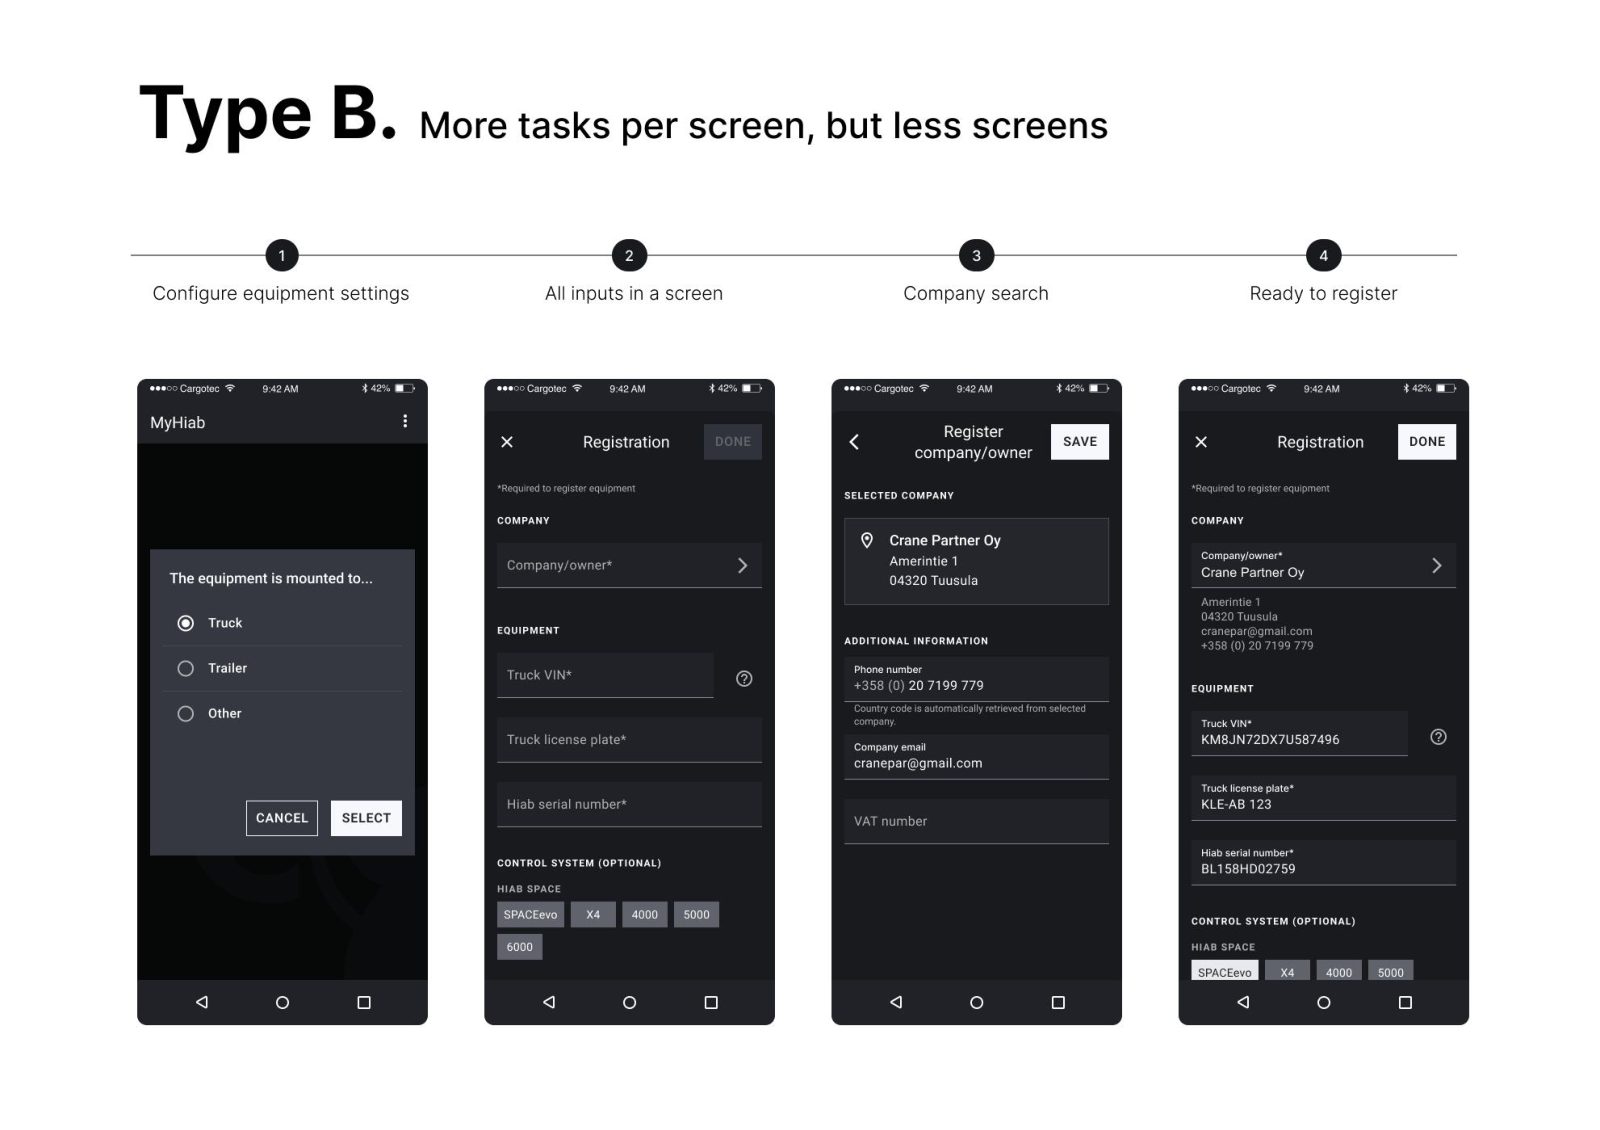 Type B. More tasks per screen, but less screens
1
Configure equipment settings
2
All inputs in a screen
3
Company search
4
Ready to register
Cargotec 9:42 AM 42%
MyHiab
The equipment is mounted to...
Truck
Trailer
Other
CANCEL SELECT
Cargotec 9:42 AM 42%
Registration DONE
*Required to register equipment
COMPANY
Company/owner*
EQUIPMENT
Truck VIN*
Truck license plate*
Hiab serial number*
CONTROL SYSTEM (OPTIONAL)
HIAB SPACE
SPACEevo X4 4000 5000
6000
Cargotec 9:42 AM 42%
Register
company/owner
SAVE
SELECTED COMPANY
Crane Partner Oy
Amerintie 1
04320 Tuusula
ADDITIONAL INFORMATION
Phone number
+358 (0) 20 7199 779
Country code is automatically retrieved from selected
company.
Company email
cranepar@gmail.com
VAT number
Cargotec 9:42 AM 42%
Registration DONE
*Required to register equipment
COMPANY
Company/owner*
Crane Partner Oy
Amerintie 1
04320 Tuusula
cranepar@gmail.com
+358 (0) 20 7199 779
EQUIPMENT
Truck VIN*
KM8JN72DX7U587496
Truck license plate*
KLE-AB 123
Hiab serial number*
BL158HD02759
CONTROL SYSTEM (OPTIONAL)
HIAB SPACE
SPACEevo X4 4000 5000